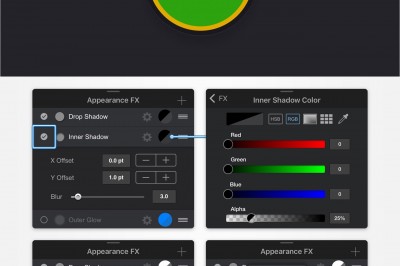 Appearance FX
Drop Shadow
Inner Shadow
X Offset 0.0 pt
Y Offset 1.0 pt
Blur 3.0
Outer Glow
FX Inner Shadow Color
HSB RGB
Red
0
Green
0
Blue
0
Alpha
25%
Appearance FX
Appearance FX